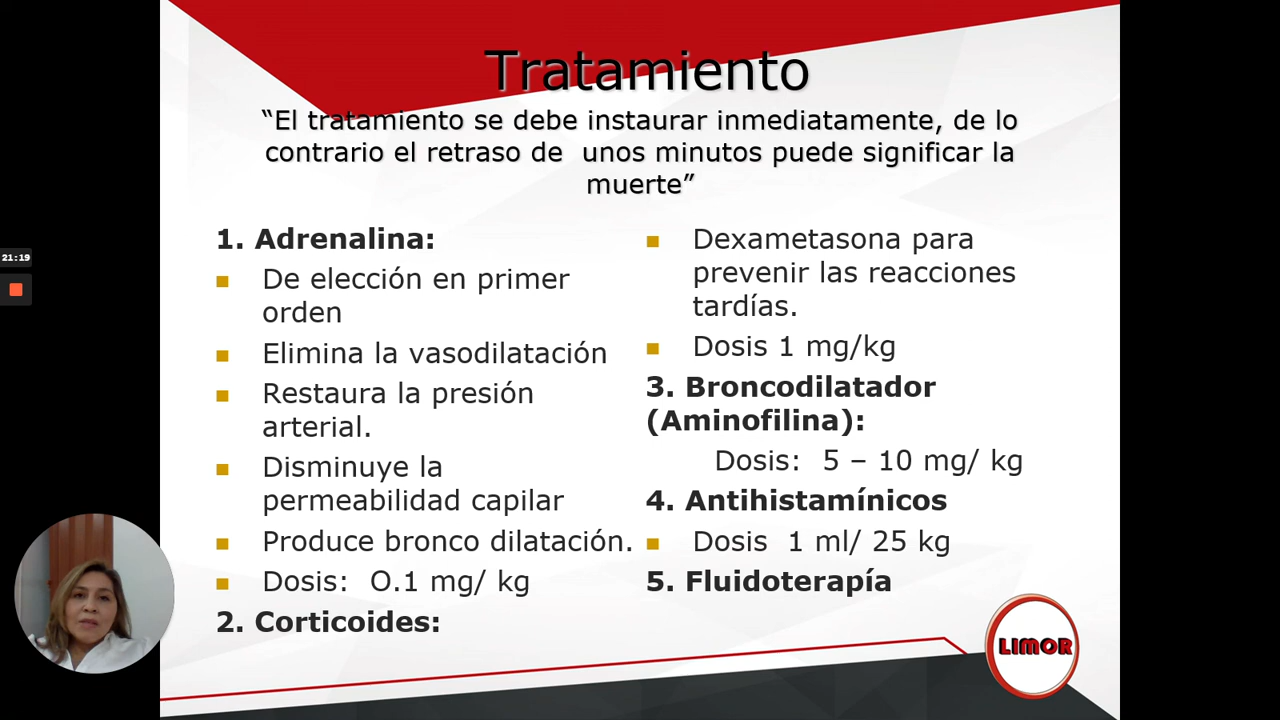 Tratamiento
“El tratamiento se debe instaurar inmediatamente, de lo
contrario el retraso de  unos minutos puede significar la
muerte”
1. Adrenalina:
De elección en primer
orden
Elimina la vasodilatación
Restaura la presión
arterial.
Disminuye la
permeabilidad capilar
Produce bronco dilatación.
Dosis:  O.1 mg/ kg
2. Corticoides:
Dexametasona para
prevenir las reacciones
tardías.
Dosis 1 mg/kg
3. Broncodilatador
(Aminofilina):
Dosis:  5 – 10 mg/ kg
4. Antihistamínicos
Dosis  1 ml/ 25 kg
5. Fluidoterapía
21:19
LIMOR